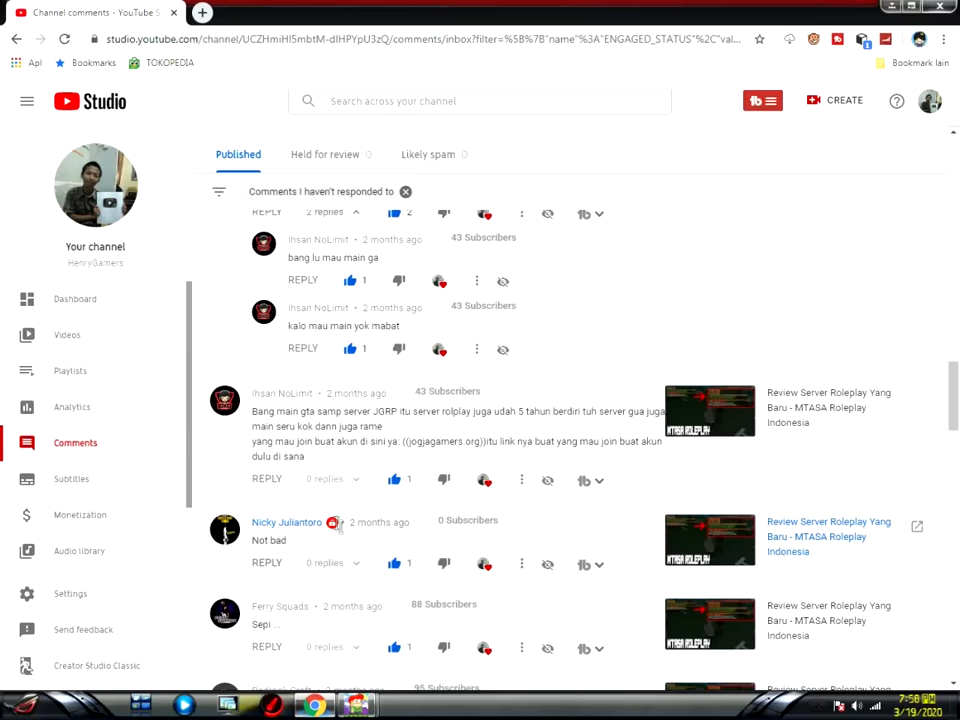 Channel comments - YouTube S
studio.youtube.com/channel/UCZHmiHl5mbtM-dIHPYpU3zQ/comments/inbox?filter=%5B%7B"name"%3A"ENGAGED_STATUS"%2C"val...
Apl
Bookmarks
TOKOPEDIA
Bookmark lain
Studio
Search across your channel
CREATE
Published
Held for review 0
Likely spam 0
Comments I haven't responded to
REPLY 2 replies 2
Your channel
HenryGamers
Dashboard
Videos
Playlists
Analytics
Comments
Subtitles
Monetization
Audio library
Settings
Send feedback
Creator Studio Classic
Ihsan NoLimit • 2 months ago 43 Subscribers
bang lu mau main ga
REPLY 1
Ihsan NoLimit • 2 months ago 43 Subscribers
kalo mau main yok mabat
REPLY 1
Ihsan NoLimit • 2 months ago 43 Subscribers
Bang main gta samp server JGRP itu server rolplay juga udah 5 tahun berdiri tuh server gua juga
main seru kok dann juga rame
yang mau join buat akun di sini ya: ((jogjagamers.org))itu link nya buat yang mau join buat akun
dulu di sana
REPLY 0 replies 1
MTASA ROLEPLAY
Review Server Roleplay Yang
Baru - MTASA Roleplay
Indonesia
Nicky Juliantoro 2 months ago 0 Subscribers
Not bad
REPLY 0 replies 1
MTASA ROLEPLAY
Review Server Roleplay Yang
Baru - MTASA Roleplay
Indonesia
Ferry Squads • 2 months ago 88 Subscribers
Sepi ...
REPLY 0 replies 1
MTASA ROLEPLAY
Review Server Roleplay Yang
Baru - MTASA Roleplay
Indonesia
95 Subscribers
7:58 PM
3/19/2020